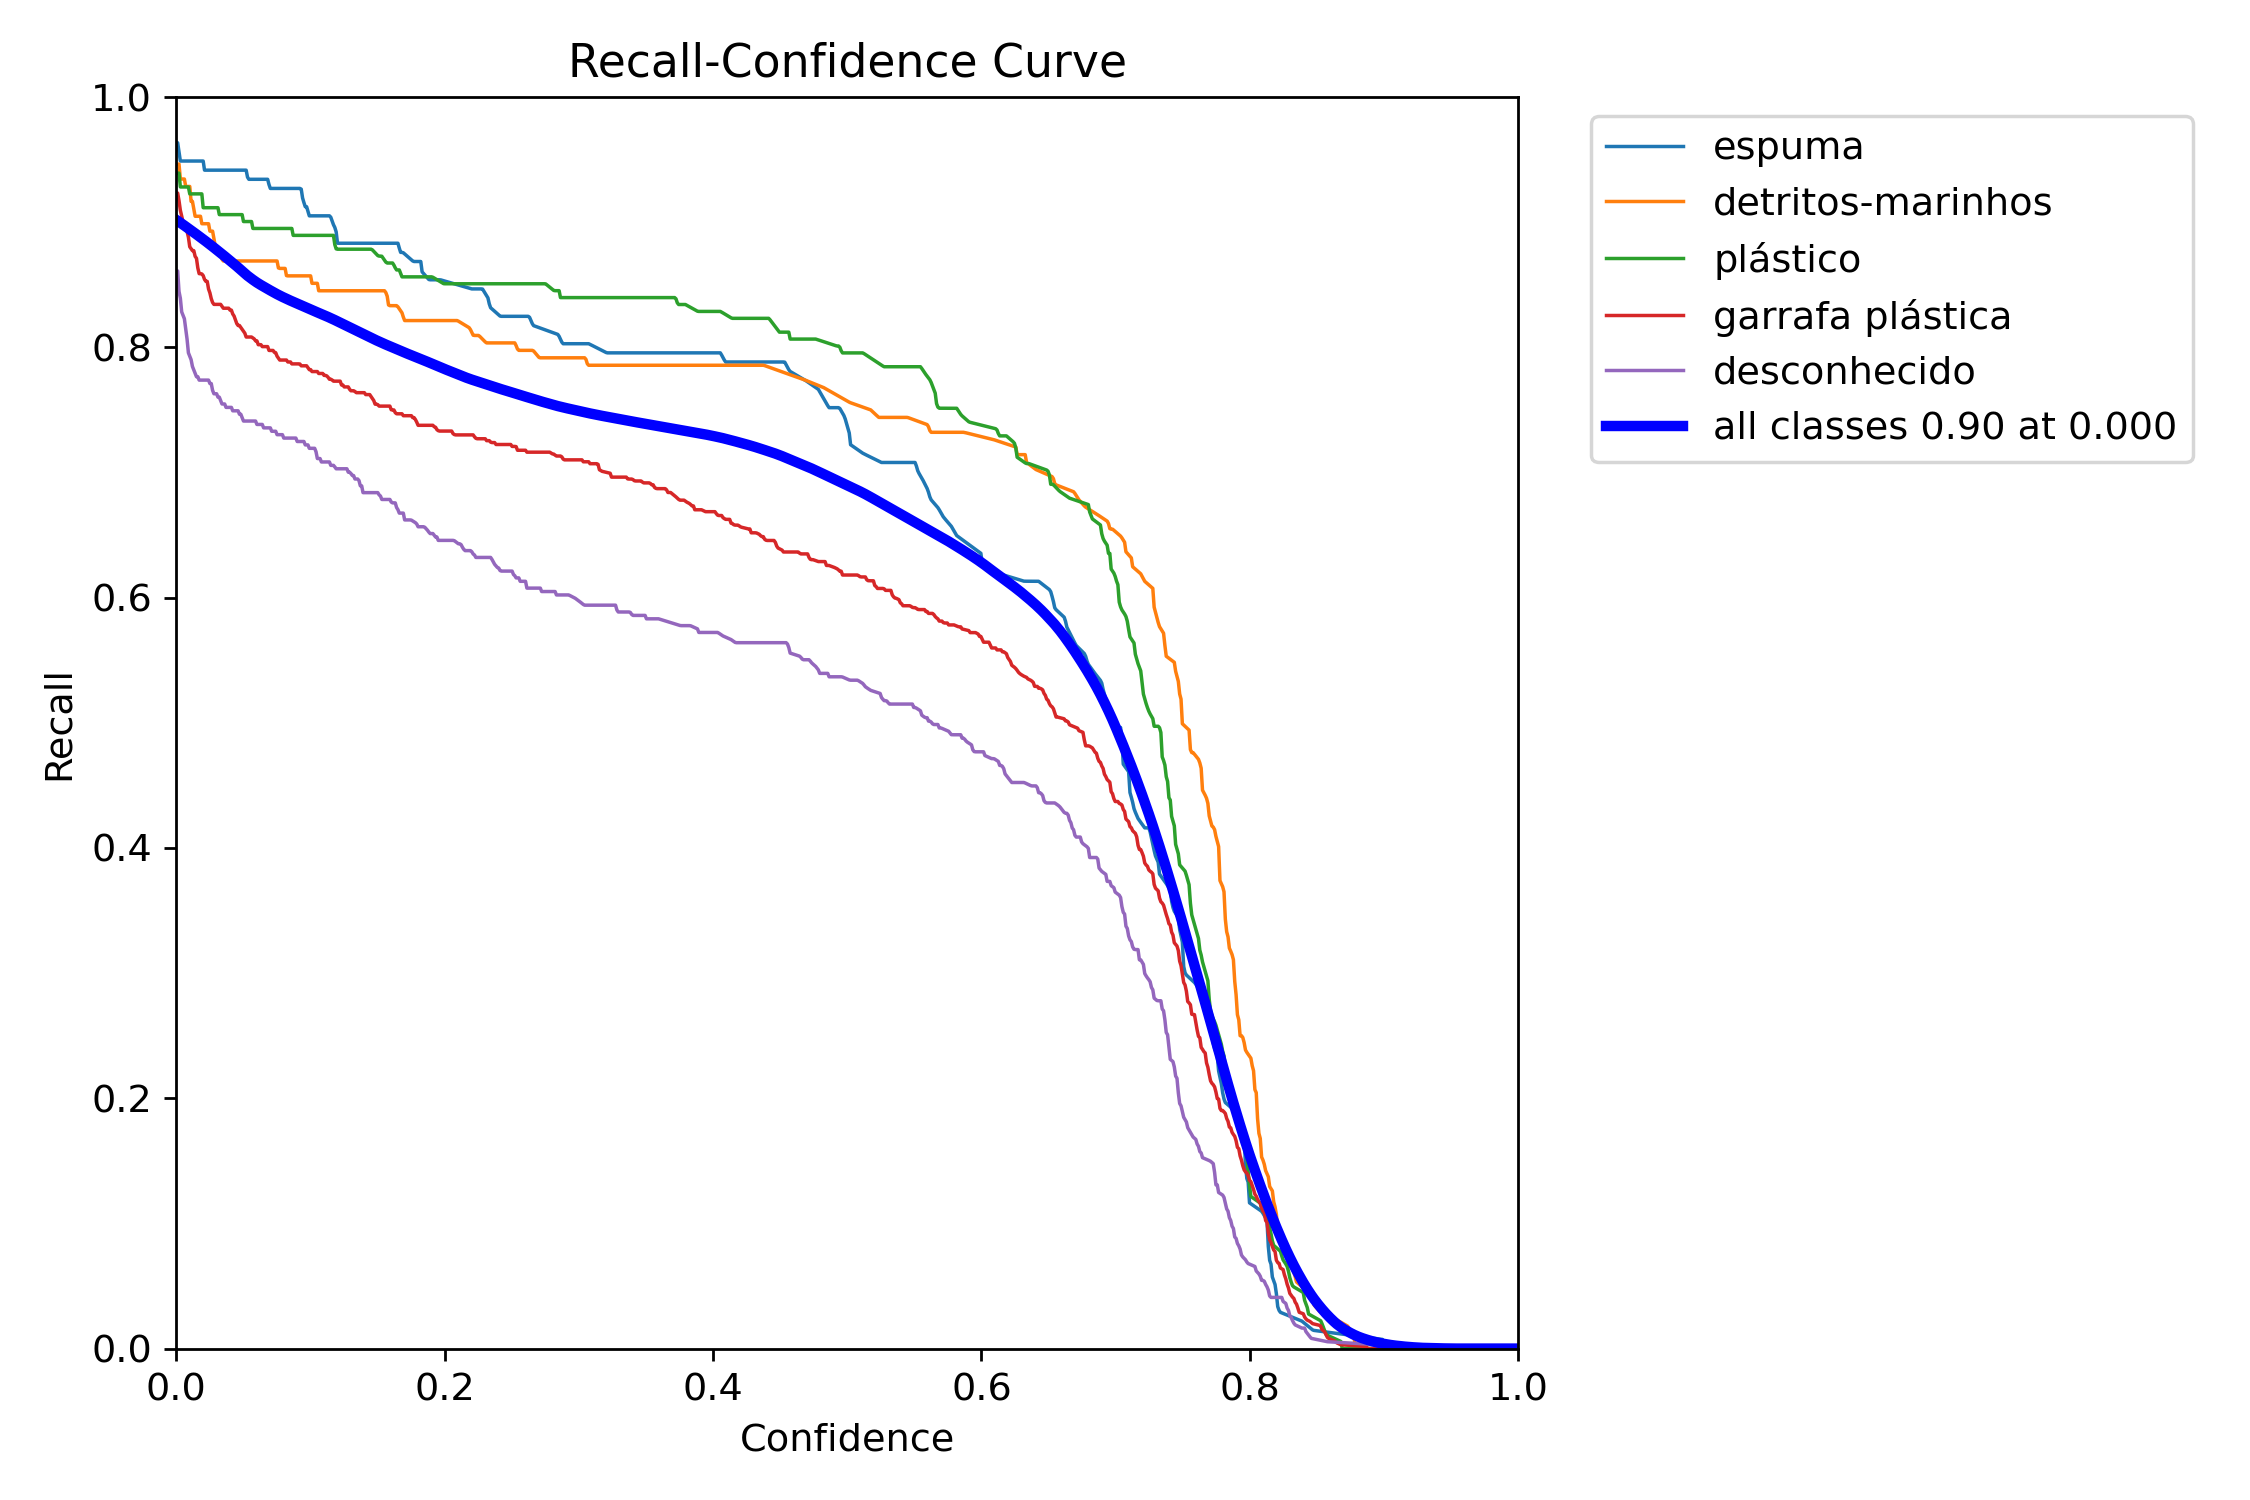 Recall-Confidence Curve
1.0
0.8
0.6
0.4
0.2
0.0
Recall
0.0 0.2 0.4 0.6 0.8 1.0
Confidence
espuma
detritos-marinhos
plástico
garrafa plástica
desconhecido
all classes 0.90 at 0.000